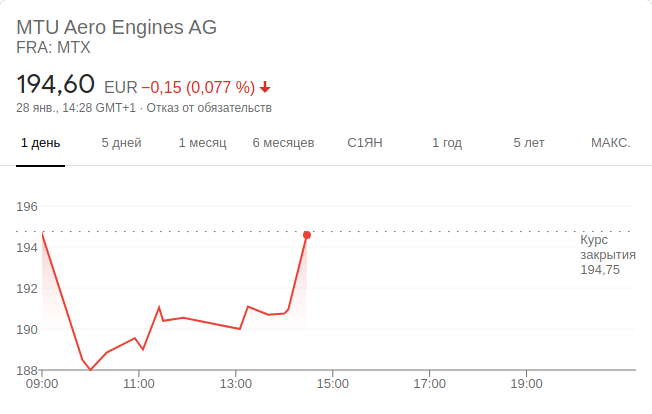 MTU Aero Engines AG
FRA: MTX
194,60 EUR −0,15 (0,077 %)
28 янв., 14:28 GMT+1 · Отказ от обязательств
1 день 5 дней 1 месяц 6 месяцев С1ЯН 1 год 5 лет МАКС.
196
194
192
190
188
Курс
закрытия
194,75
09:00 11:00 13:00 15:00 17:00 19:00